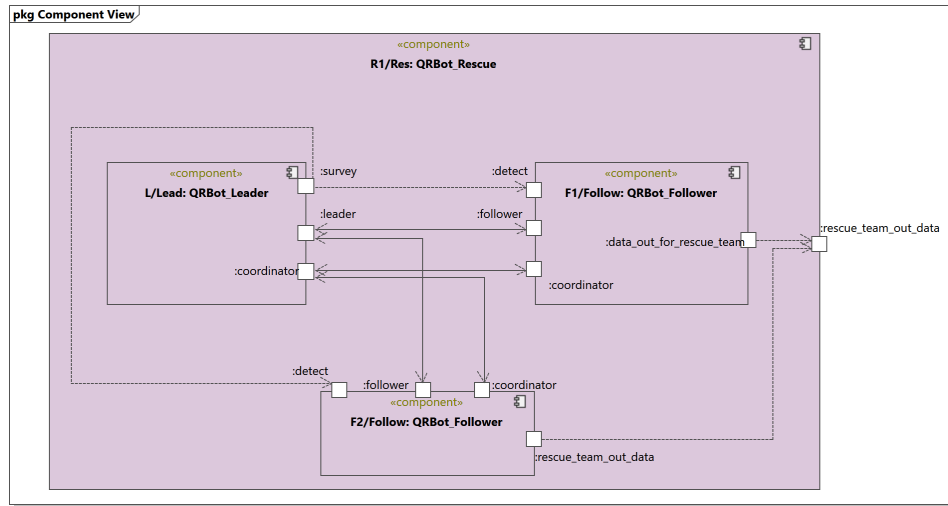 pkg Component View
«component»
R1/Res: QRBot_Rescue
«component»
L/Lead: QRBot_Leader
:survey
:detect
«component»
F1/Follow: QRBot_Follower
:leader
:follower
:rescue_team_out_data
:data_out_for_rescue_team
:coordinator
:coordinator
:detect
:follower
:coordinator
«component»
F2/Follow: QRBot_Follower
:rescue_team_out_data